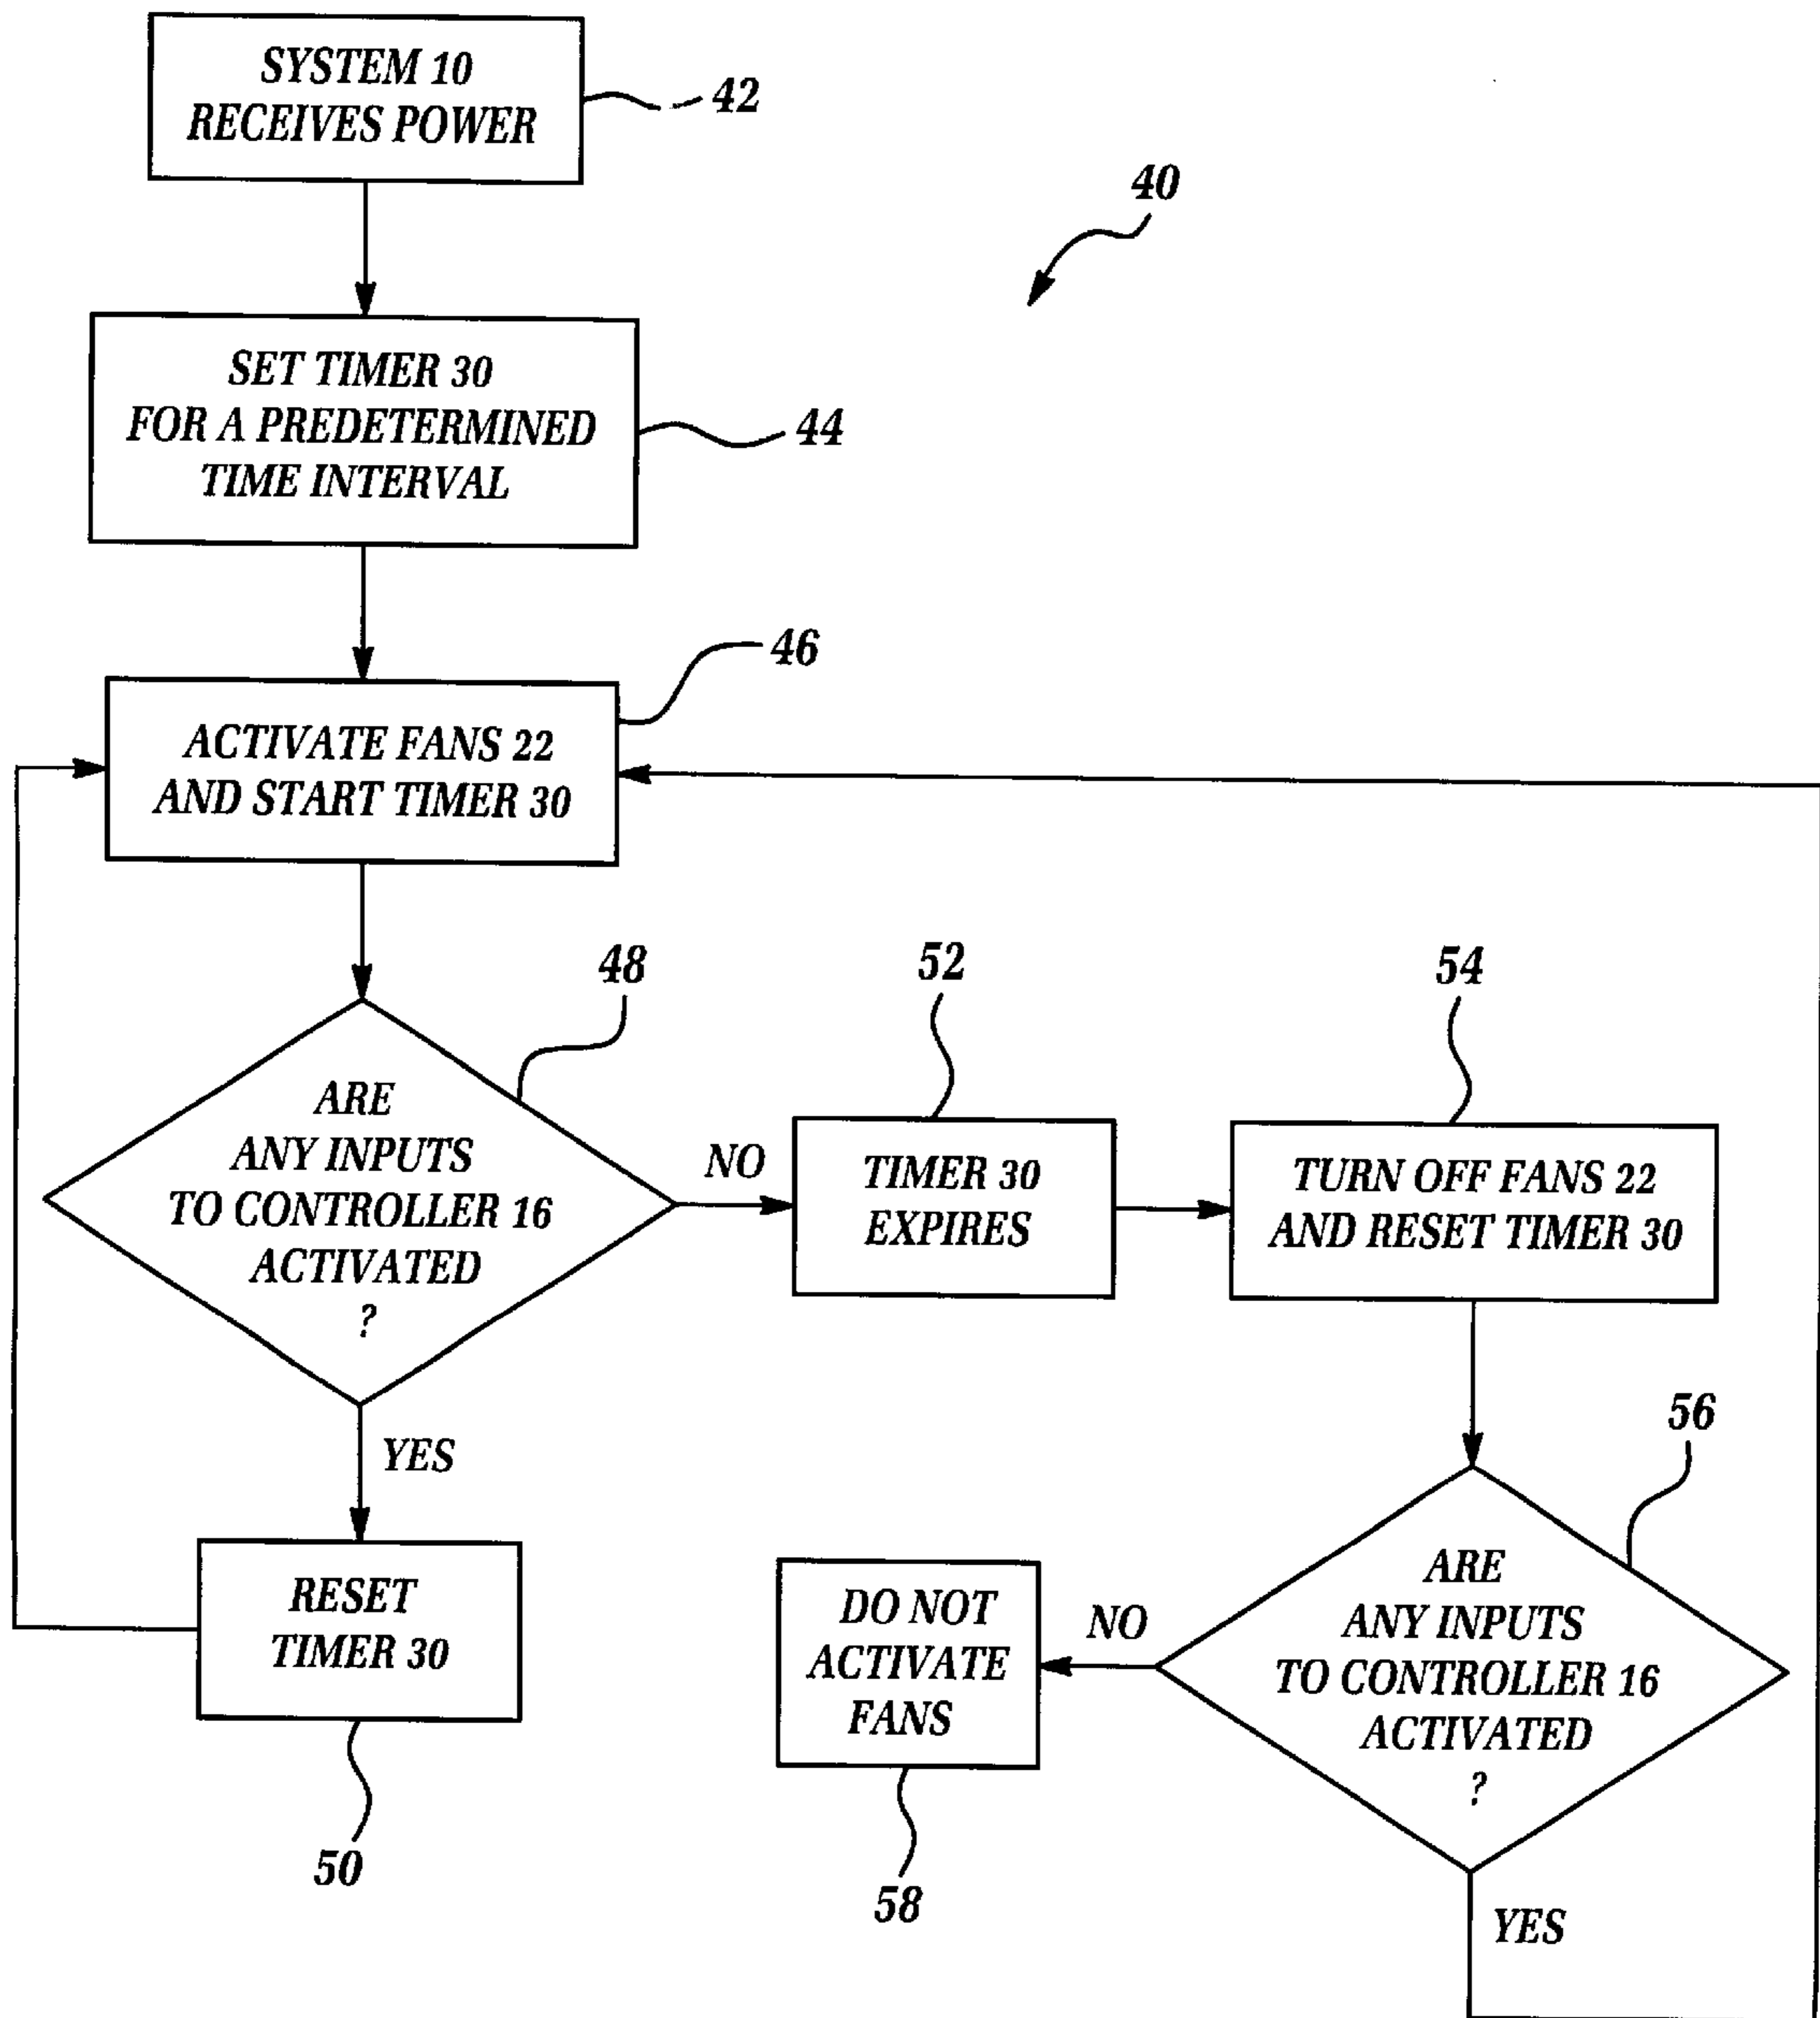 SYSTEM 10
RECEIVES POWER
42
40
SET TIMER 30
FOR A PREDETERMINED
TIME INTERVAL
44
46
ACTIVATE FANS 22
AND START TIMER 30
48
52
54
ARE
ANY INPUTS
TO CONTROLLER 16
ACTIVATED
?
NO
TIMER 30
EXPIRES
TURN OFF FANS 22
AND RESET TIMER 30
YES
56
RESET
TIMER 30
50
DO NOT
ACTIVATE
FANS
58
NO
ARE
ANY INPUTS
TO CONTROLLER 16
ACTIVATED
?
YES